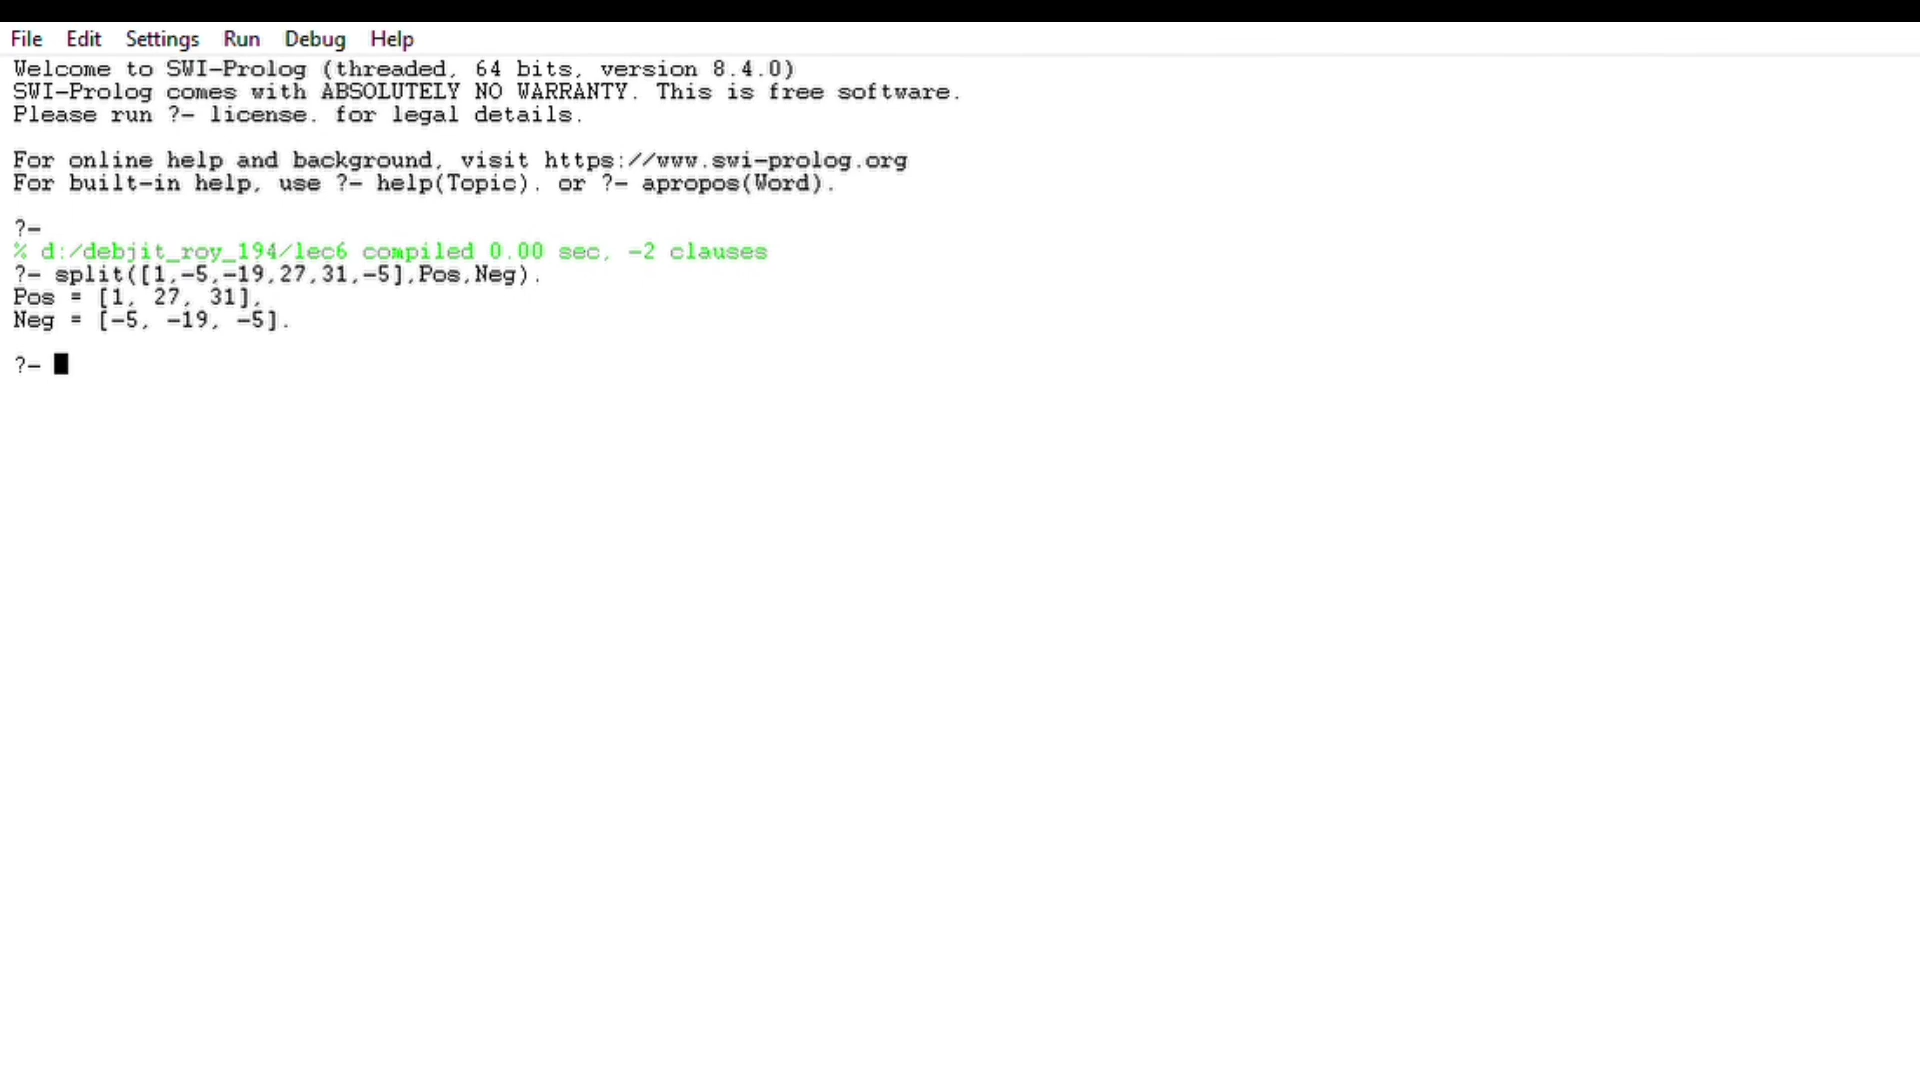 File Edit Settings Run Debug Help
Welcome to SWI-Prolog (threaded, 64 bits, version 8.4.0)
SWI-Prolog comes with ABSOLUTELY NO WARRANTY. This is free software.
Please run ?- license. for legal details.
For online help and background, visit https://www.swi-prolog.org
For built-in help, use ?- help(Topic). or ?- apropos(Word).
?-
% d:/debjit_roy_194/lec6 compiled 0.00 sec, -2 clauses
?- split([1,-5,-19,27,31,-5],Pos,Neg).
Pos = [1, 27, 31],
Neg = [-5, -19, -5].
?-